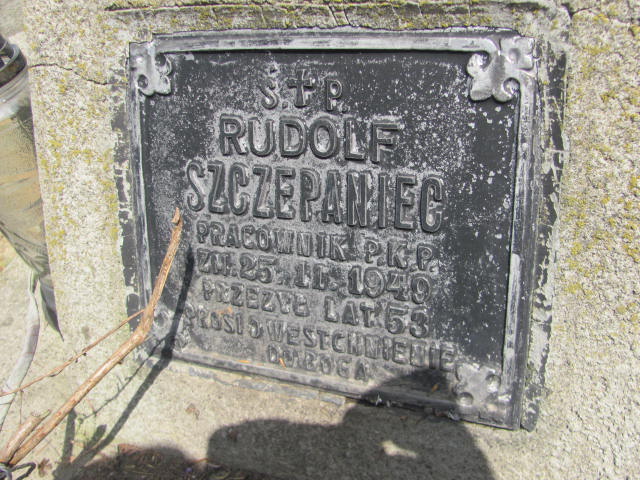 Ś.✝P.
RUDOLF
SZCZEPANIEC
PRACOWNIK P.K.P.
ZM. 25. II. 1949
PRZEŻYŁ LAT. 53
PROSI O WESTCHNIENIE
DO BOGA